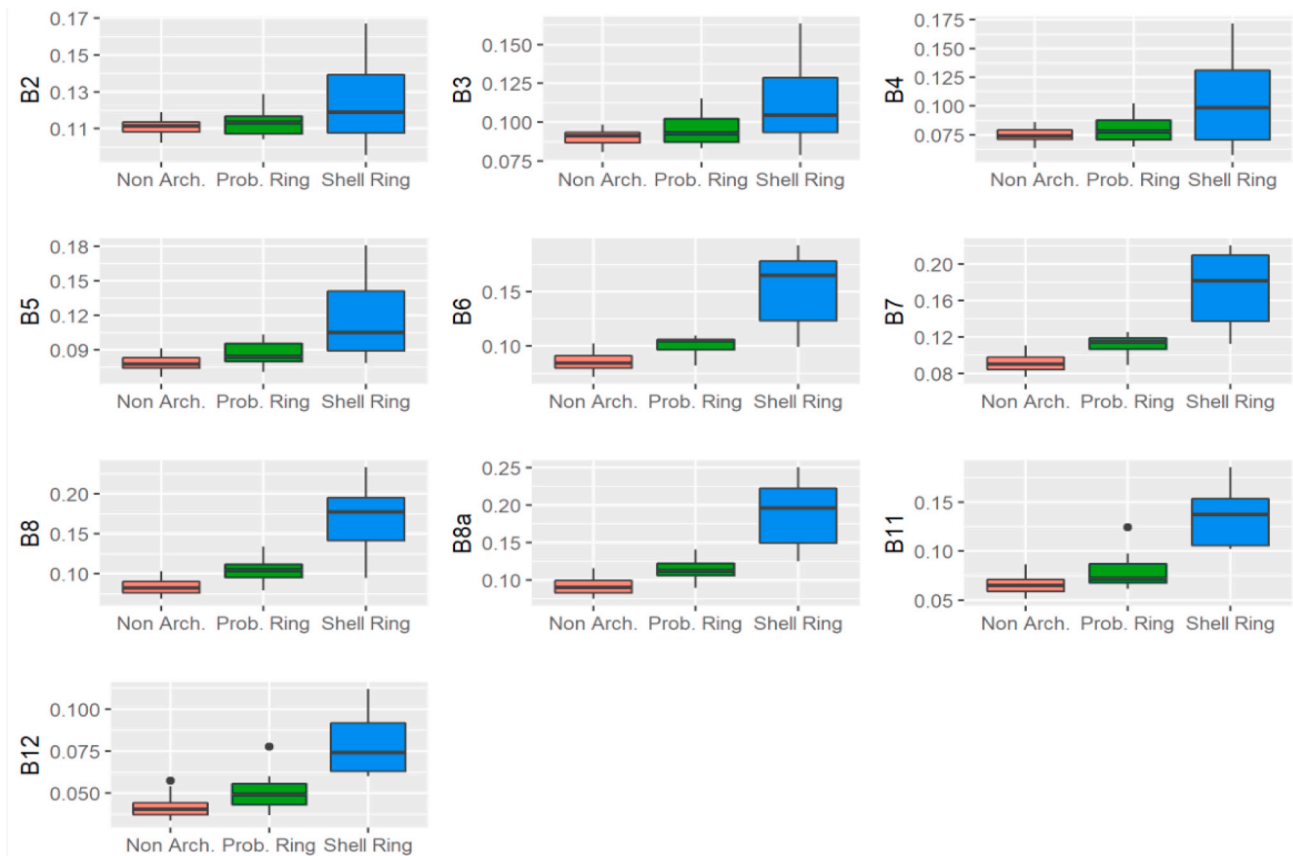 B2
0.17
0.15
0.13
0.11
Non Arch. Prob. Ring Shell Ring
B3
0.150
0.125
0.100
0.075
Non Arch. Prob. Ring Shell Ring
B4
0.175
0.150
0.125
0.100
0.075
Non Arch. Prob. Ring Shell Ring
B5
0.18
0.15
0.12
0.09
Non Arch. Prob. Ring Shell Ring
B6
0.15
0.10
Non Arch. Prob. Ring Shell Ring
B7
0.20
0.16
0.12
0.08
Non Arch. Prob. Ring Shell Ring
B8
0.20
0.15
0.10
Non Arch. Prob. Ring Shell Ring
B8a
0.25
0.20
0.15
0.10
Non Arch. Prob. Ring Shell Ring
B11
0.15
0.10
0.05
Non Arch. Prob. Ring Shell Ring
B12
0.100
0.075
0.050
Non Arch. Prob. Ring Shell Ring